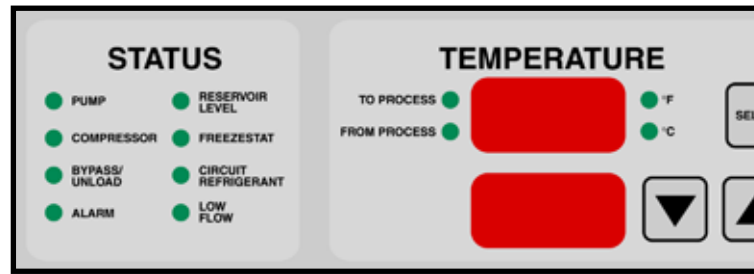 STATUS
PUMP
COMPRESSOR
BYPASS/
UNLOAD
ALARM
RESERVOIR
LEVEL
FREEZESTAT
CIRCUIT
REFRIGERANT
LOW
FLOW
TEMPERATURE
TO PROCESS
FROM PROCESS
°F
°C